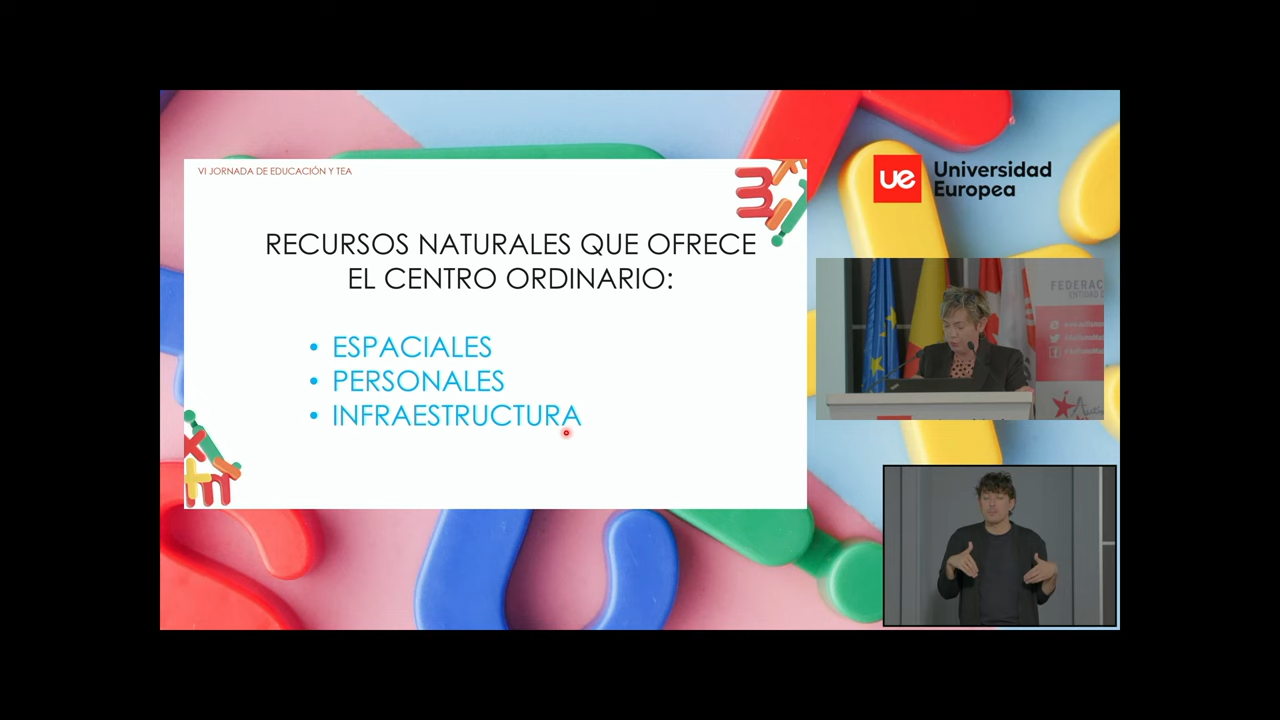 VI JORNADA DE EDUCACIÓN Y TEA
RECURSOS NATURALES QUE OFRECE
EL CENTRO ORDINARIO:
• ESPACIALES
• PERSONALES
• INFRAESTRUCTURA
ue Universidad
Europea
FEDERAC
ENTIDAD D